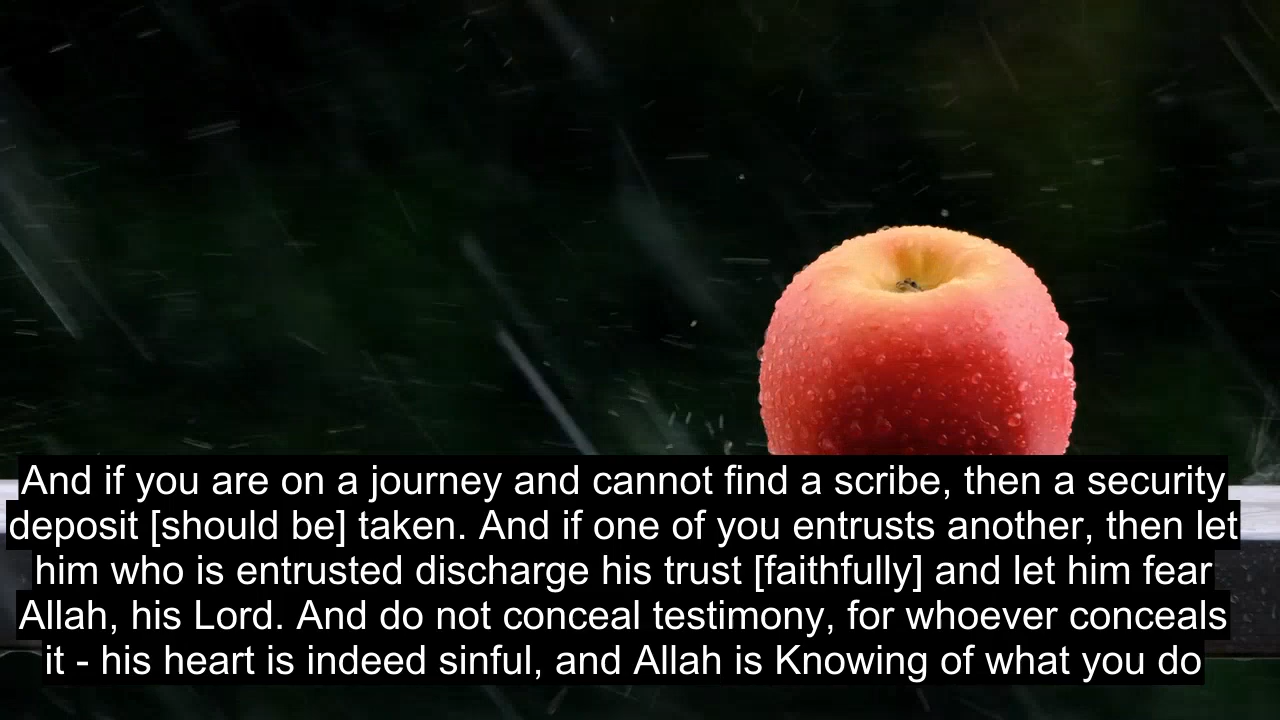 And if you are on a journey and cannot find a scribe, then a security
deposit [should be] taken. And if one of you entrusts another, then let
him who is entrusted discharge his trust [faithfully] and let him fear
Allah, his Lord. And do not conceal testimony, for whoever conceals
it - his heart is indeed sinful, and Allah is Knowing of what you do